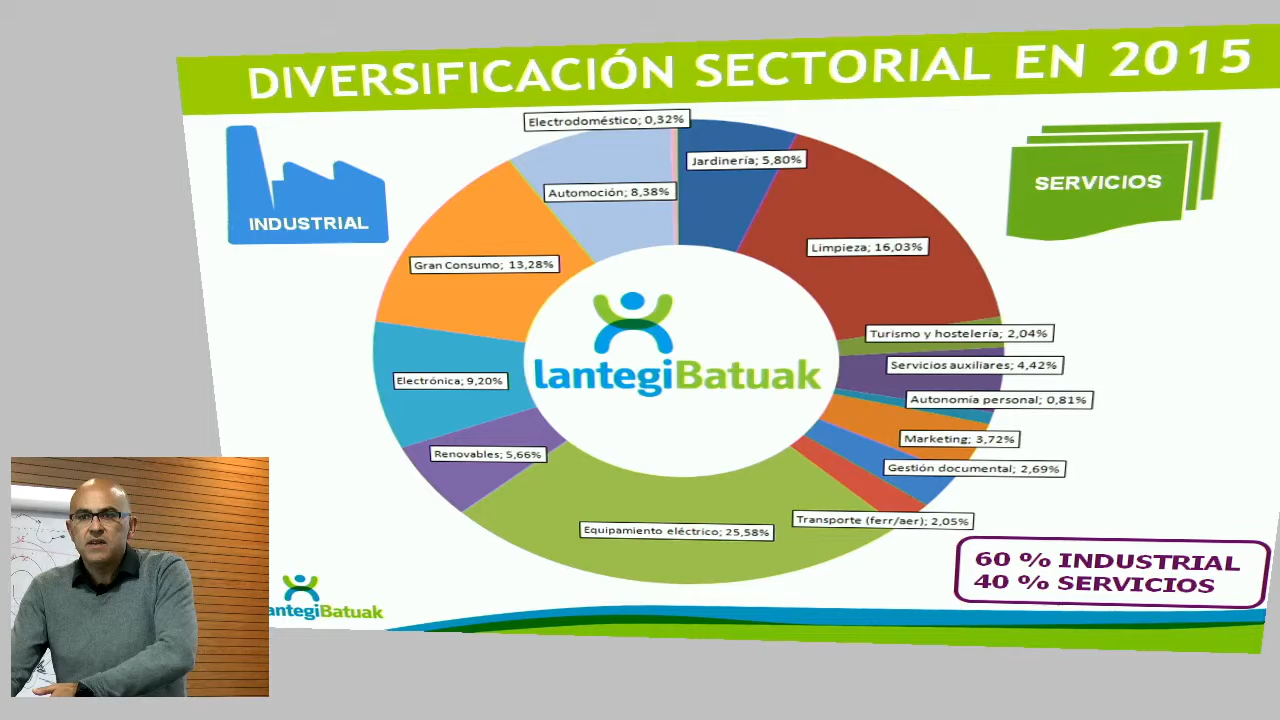 DIVERSIFICACIÓN SECTORIAL EN 2015
INDUSTRIAL
SERVICIOS
Electrodoméstico; 0,32%
Jardinería; 5,80%
Automoción; 8,38%
Limpieza; 16,03%
Gran Consumo; 13,28%
Turismo y hostelería; 2,04%
Servicios auxiliares; 4,42%
Electrónica; 9,20%
Autonomía personal; 0,81%
Marketing; 3,72%
Renovables; 5,66%
Gestión documental; 2,69%
Transporte (ferr/aer); 2,05%
Equipamiento eléctrico; 25,58%
lantegiBatuak
60 % INDUSTRIAL
40 % SERVICIOS
lantegiBatuak